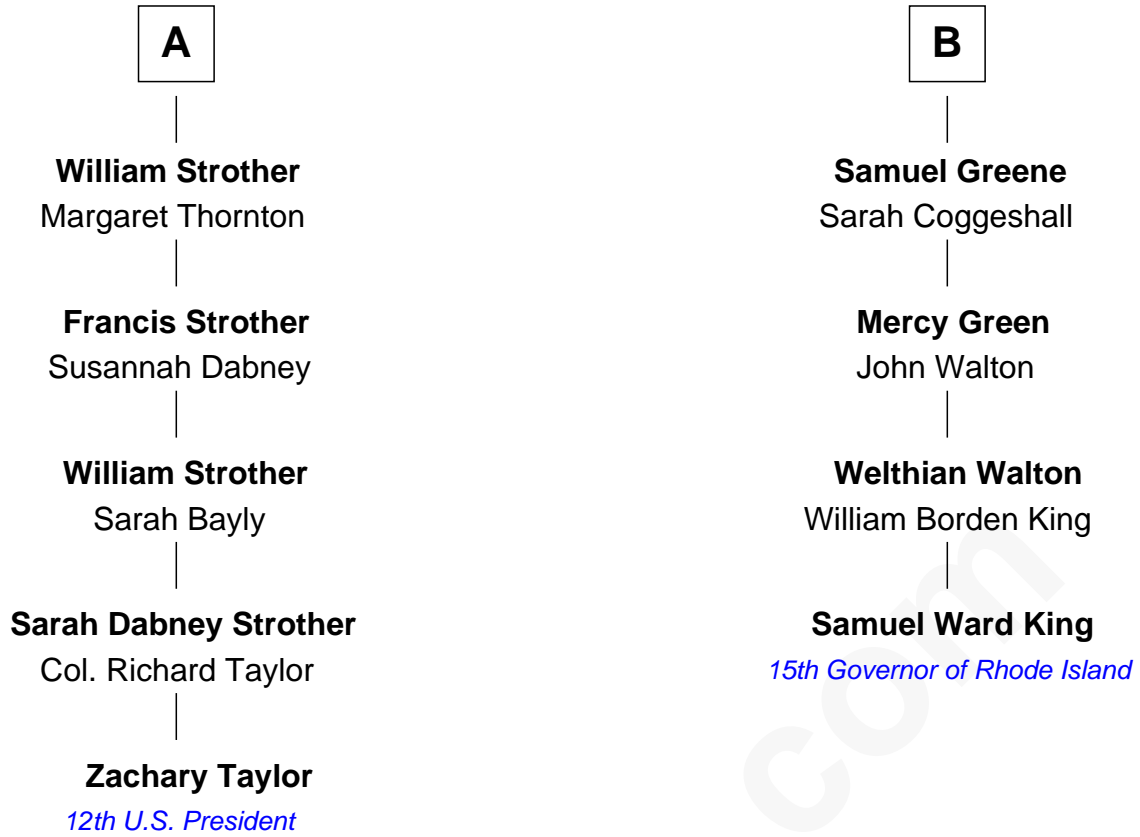 A
William Strother
Margaret Thornton
Francis Strother
Susannah Dabney
William Strother
Sarah Bayly
Sarah Dabney Strother
Col. Richard Taylor
Zachary Taylor
12th U.S. President
B
Samuel Greene
Sarah Coggeshall
Mercy Green
John Walton
Welthian Walton
William Borden King
Samuel Ward King
15th Governor of Rhode Island
com